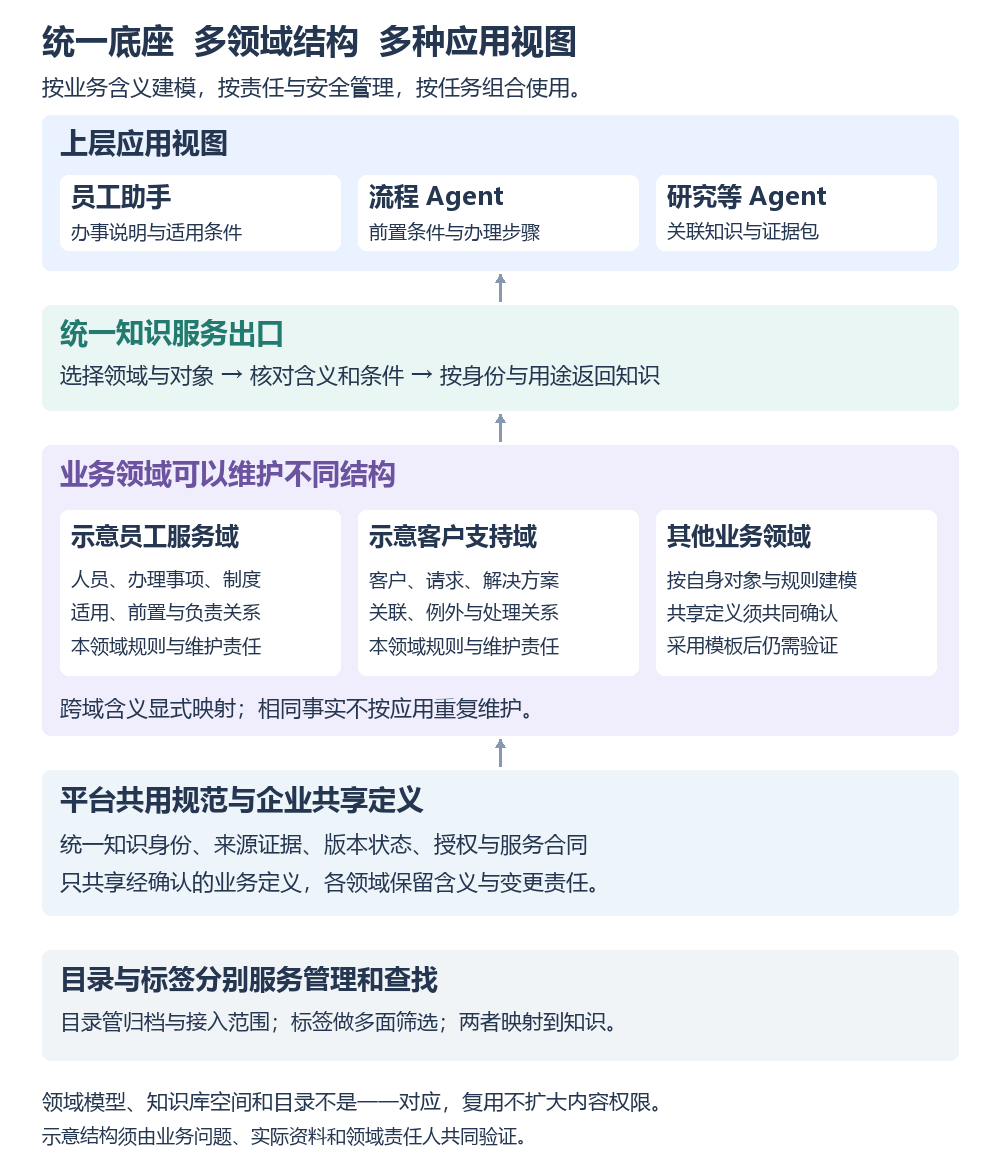 统一底座 多领域结构 多种应用视图
按业务含义建模，按责任与安全管理，按任务组合使用。
上层应用视图
员工助手
办事说明与适用条件
流程 Agent
前置条件与办理步骤
研究等 Agent
关联知识与证据包
统一知识服务出口
选择领域与对象 → 核对含义和条件 → 按身份与用途返回知识
业务领域可以维护不同结构
示意员工服务域
人员、办理事项、制度
适用、前置与负责关系
本领域规则与维护责任
示意客户支持域
客户、请求、解决方案
关联、例外与处理关系
本领域规则与维护责任
其他业务领域
按自身对象与规则建模
共享定义须共同确认
采用模板后仍需验证
跨域含义显式映射；相同事实不按应用重复维护。
平台共用规范与企业共享定义
统一知识身份、来源证据、版本状态、授权与服务合同
只共享经确认的业务定义，各领域保留含义与变更责任。
目录与标签分别服务管理和查找
目录管归档与接入范围；标签做多面筛选；两者映射到知识。
领域模型、知识库空间和目录不是一一对应，复用不扩大内容权限。
示意结构须由业务问题、实际资料和领域责任人共同验证。